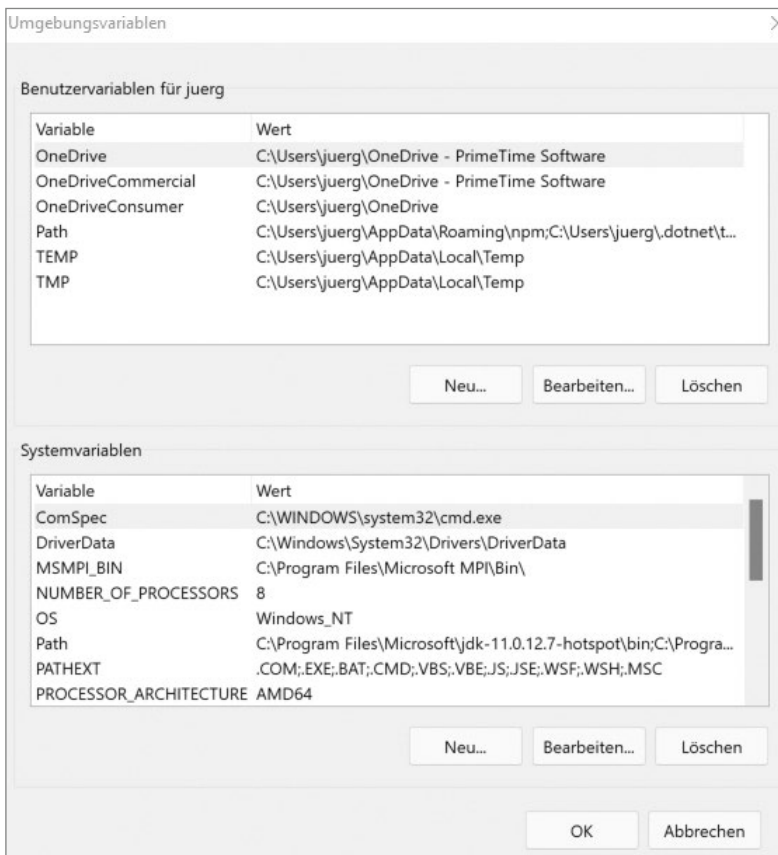 Umgebungsvariablen
Benutzervariablen für juerg
Variable Wert
OneDrive C:\Users\juerg\OneDrive - PrimeTime Software
OneDriveCommercial C:\Users\juerg\OneDrive - PrimeTime Software
OneDriveConsumer C:\Users\juerg\OneDrive
Path C:\Users\juerg\AppData\Roaming\npm;C:\Users\juerg\.dotnet\t...
TEMP C:\Users\juerg\AppData\Local\Temp
TMP C:\Users\juerg\AppData\Local\Temp
Neu... Bearbeiten... Löschen
Systemvariablen
Variable Wert
ComSpec C:\WINDOWS\system32\cmd.exe
DriverData C:\Windows\System32\Drivers\DriverData
MSMPI_BIN C:\Program Files\Microsoft MPI\Bin\
NUMBER_OF_PROCESSORS 8
OS Windows_NT
Path C:\Program Files\Microsoft\jdk-11.0.12.7-hotspot\bin;C:\Progra...
PATHEXT .COM;.EXE;.BAT;.CMD;.VBS;.VBE;.JS;.JSE;.WSF;.WSH;.MSC
PROCESSOR_ARCHITECTURE AMD64
Neu... Bearbeiten... Löschen
OK Abbrechen